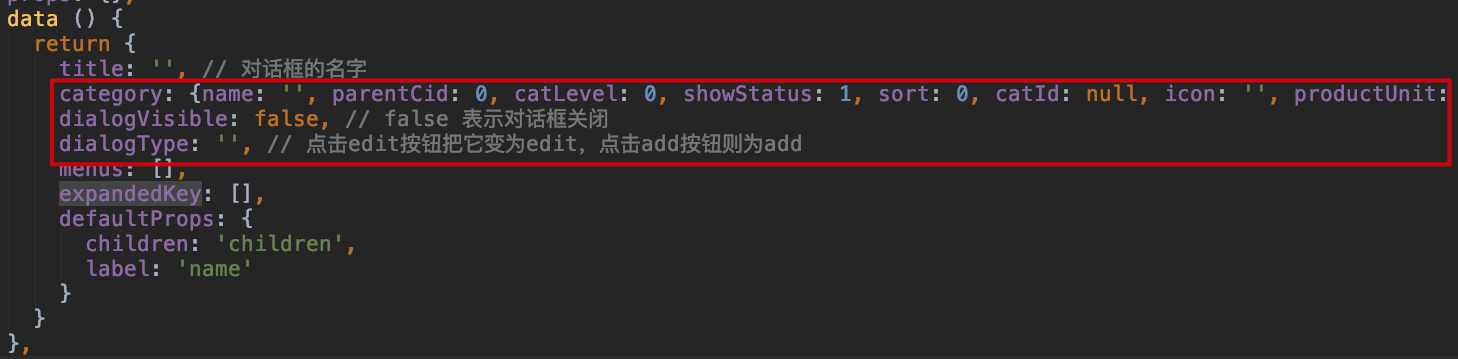 props: {},
data () {
return {
title: '', // 对话框的名字
category: {name: '', parentCid: 0, catLevel: 0, showStatus: 1, sort: 0, catId: null, icon: '', productUnit:
dialogVisible: false, // false 表示对话框关闭
dialogType: '', // 点击edit按钮把它变为edit，点击add按钮则为add
menus: [],
expandedKey: [],
defaultProps: {
children: 'children',
label: 'name'
}
}
},